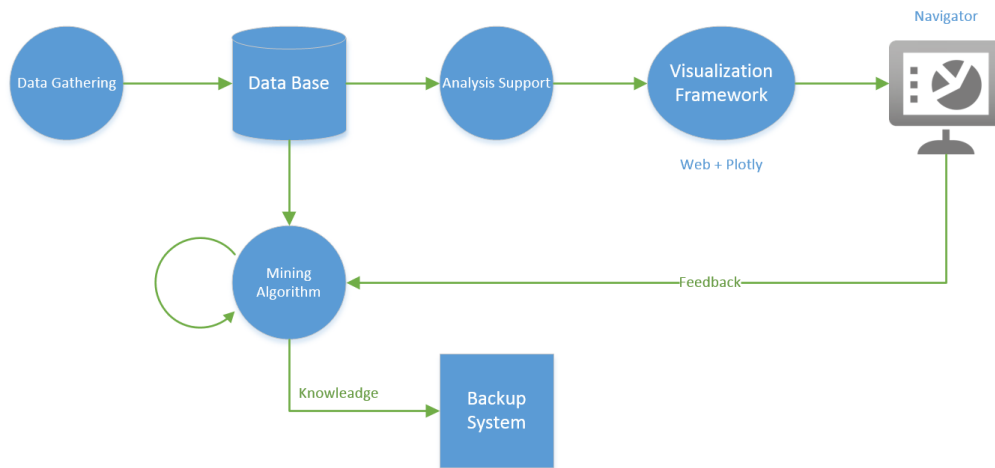 Navigator
Data Gathering
Data Base
Analysis Support
Visualization
Framework
Web + Plotly
Mining
Algorithm
Feedback
Knowleadge
Backup
System